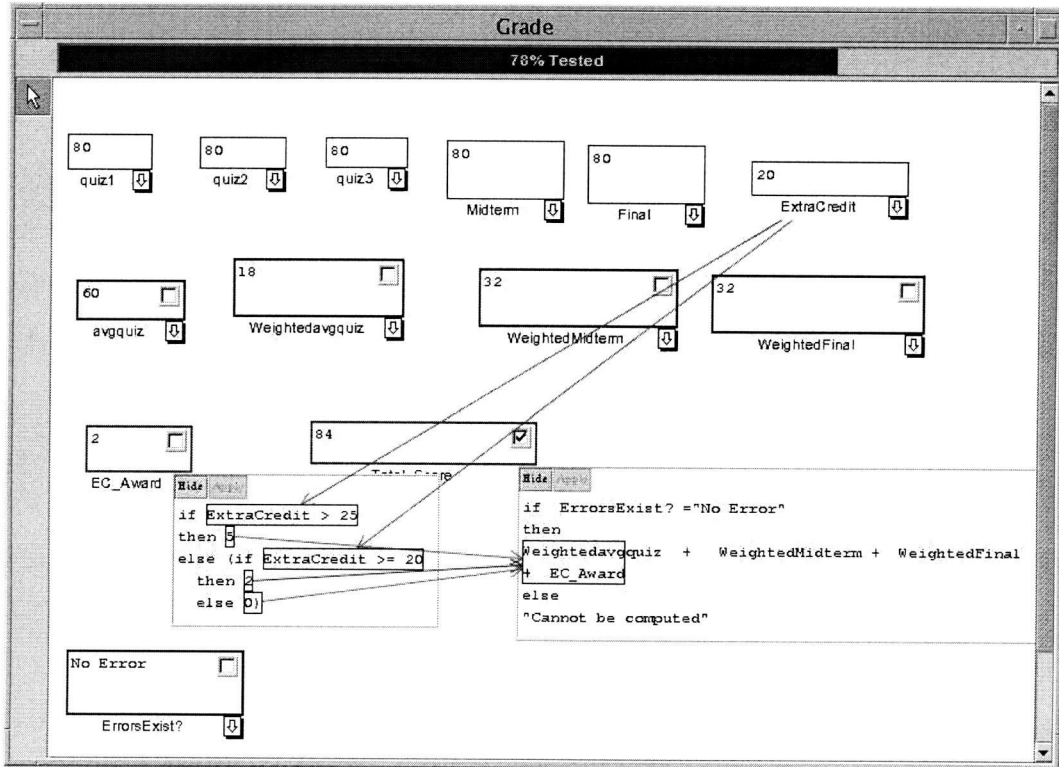 Grade
78% Tested
80 80 80 80 80 20
quiz1 quiz2 quiz3 Midterm Final ExtraCredit
60 18 32 32
avgquiz Weightedavgquiz WeightedMidterm WeightedFinal
2 84
EC_Award Total_Score
Hide Apply
if ExtraCredit > 25
then 5
else (if ExtraCredit >= 20
then 2
else 0)
Hide Apply
if ErrorsExist? ="No Error"
then
Weightedavgquiz + WeightedMidterm + WeightedFinal
+ EC_Award
else
"Cannot be computed"
No Error
ErrorsExist?